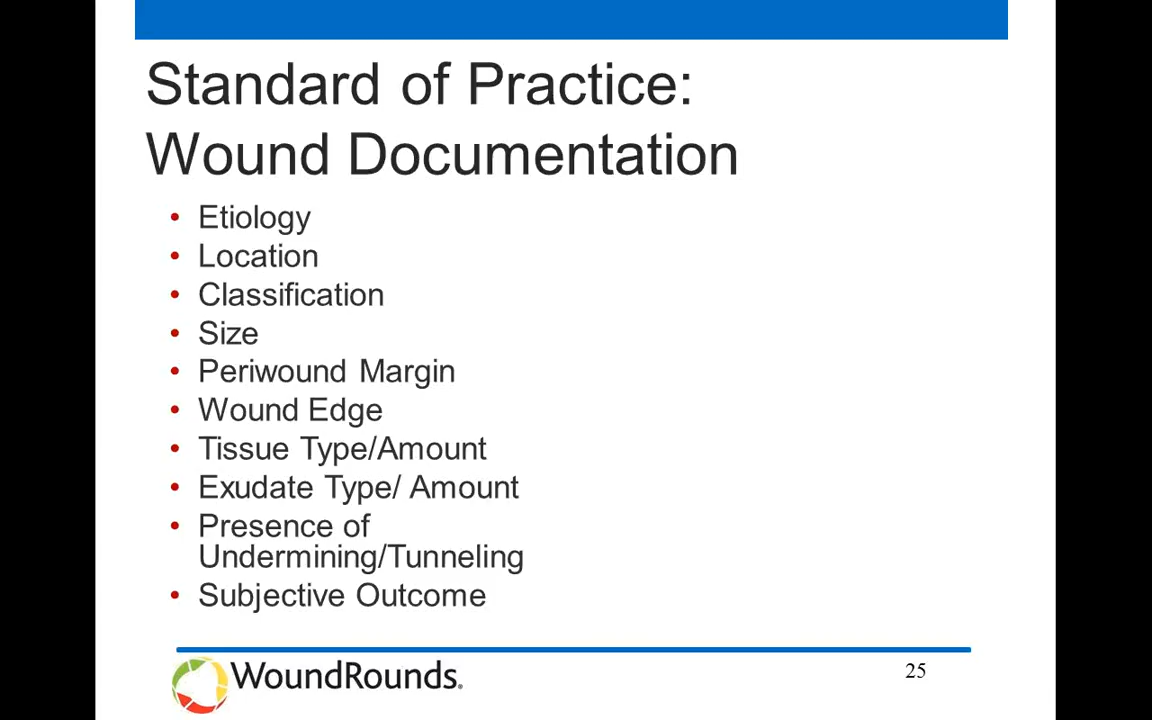 Standard of Practice:
Wound Documentation
• Etiology
• Location
• Classification
• Size
• Periwound Margin
• Wound Edge
• Tissue Type/Amount
• Exudate Type/ Amount
• Presence of
Undermining/Tunneling
• Subjective Outcome
WoundRounds.
25